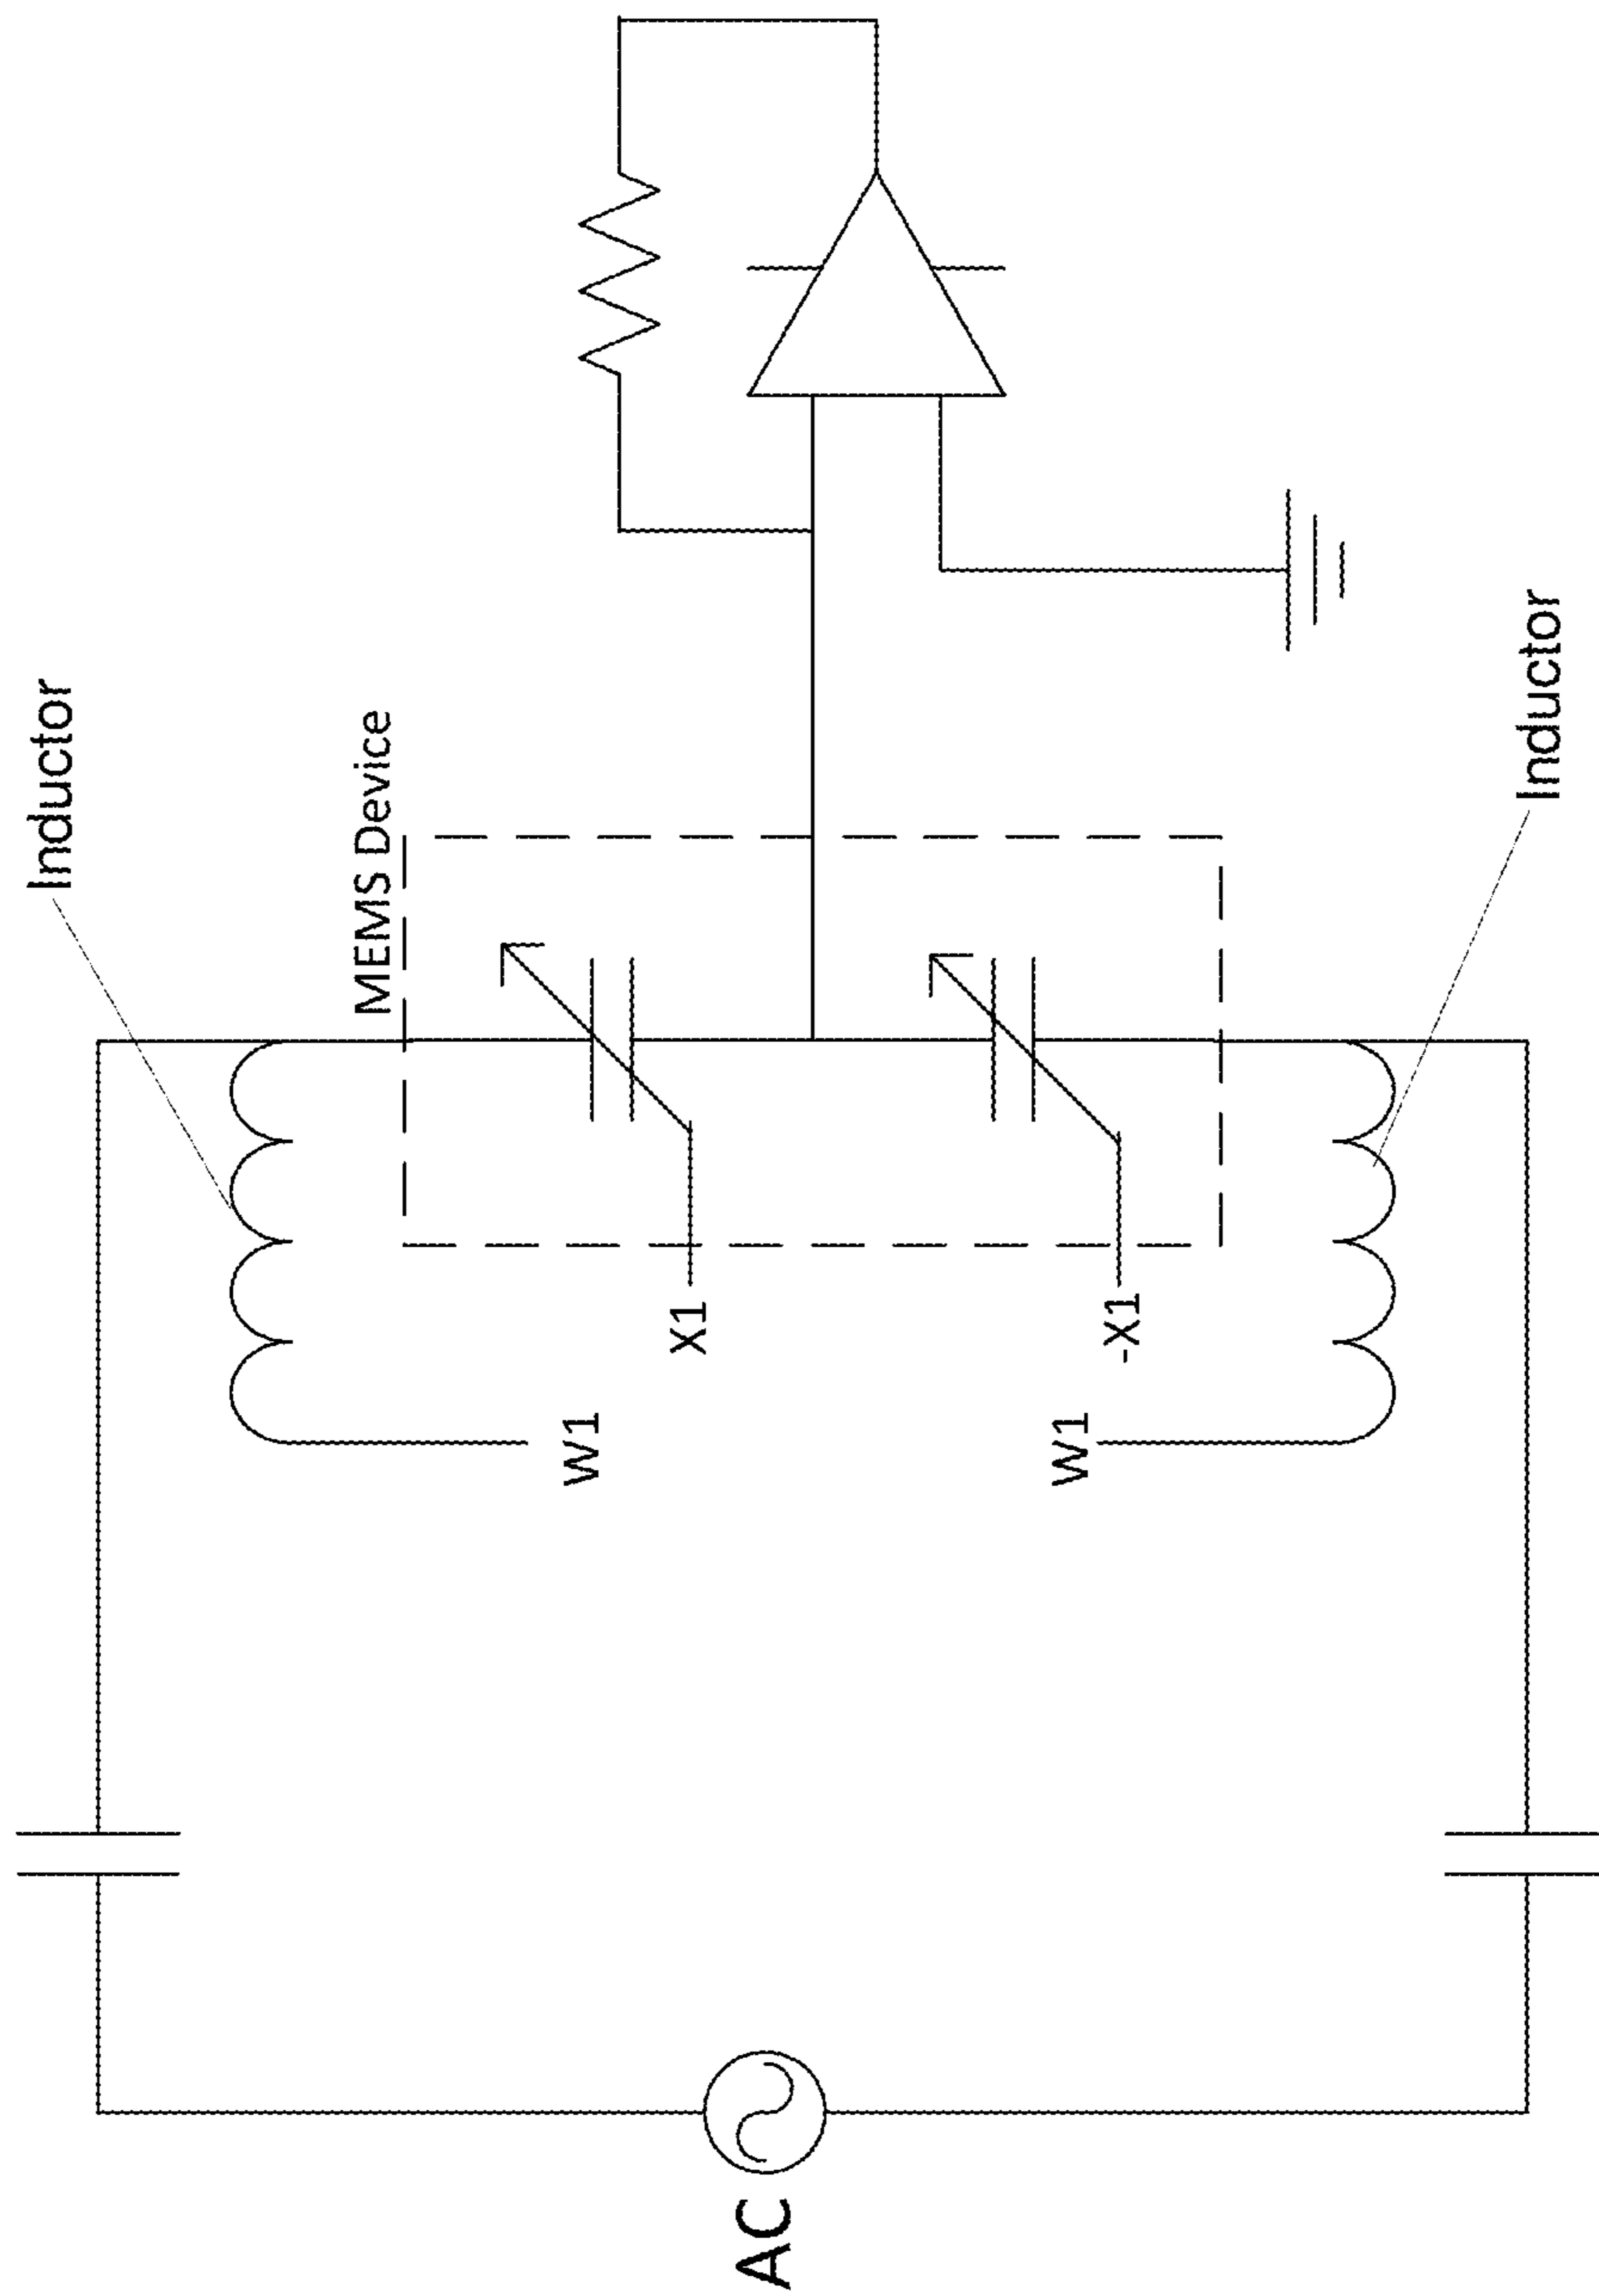 Inductor
MEMS Device
W1
X1
AC
-X1
W1
Inductor